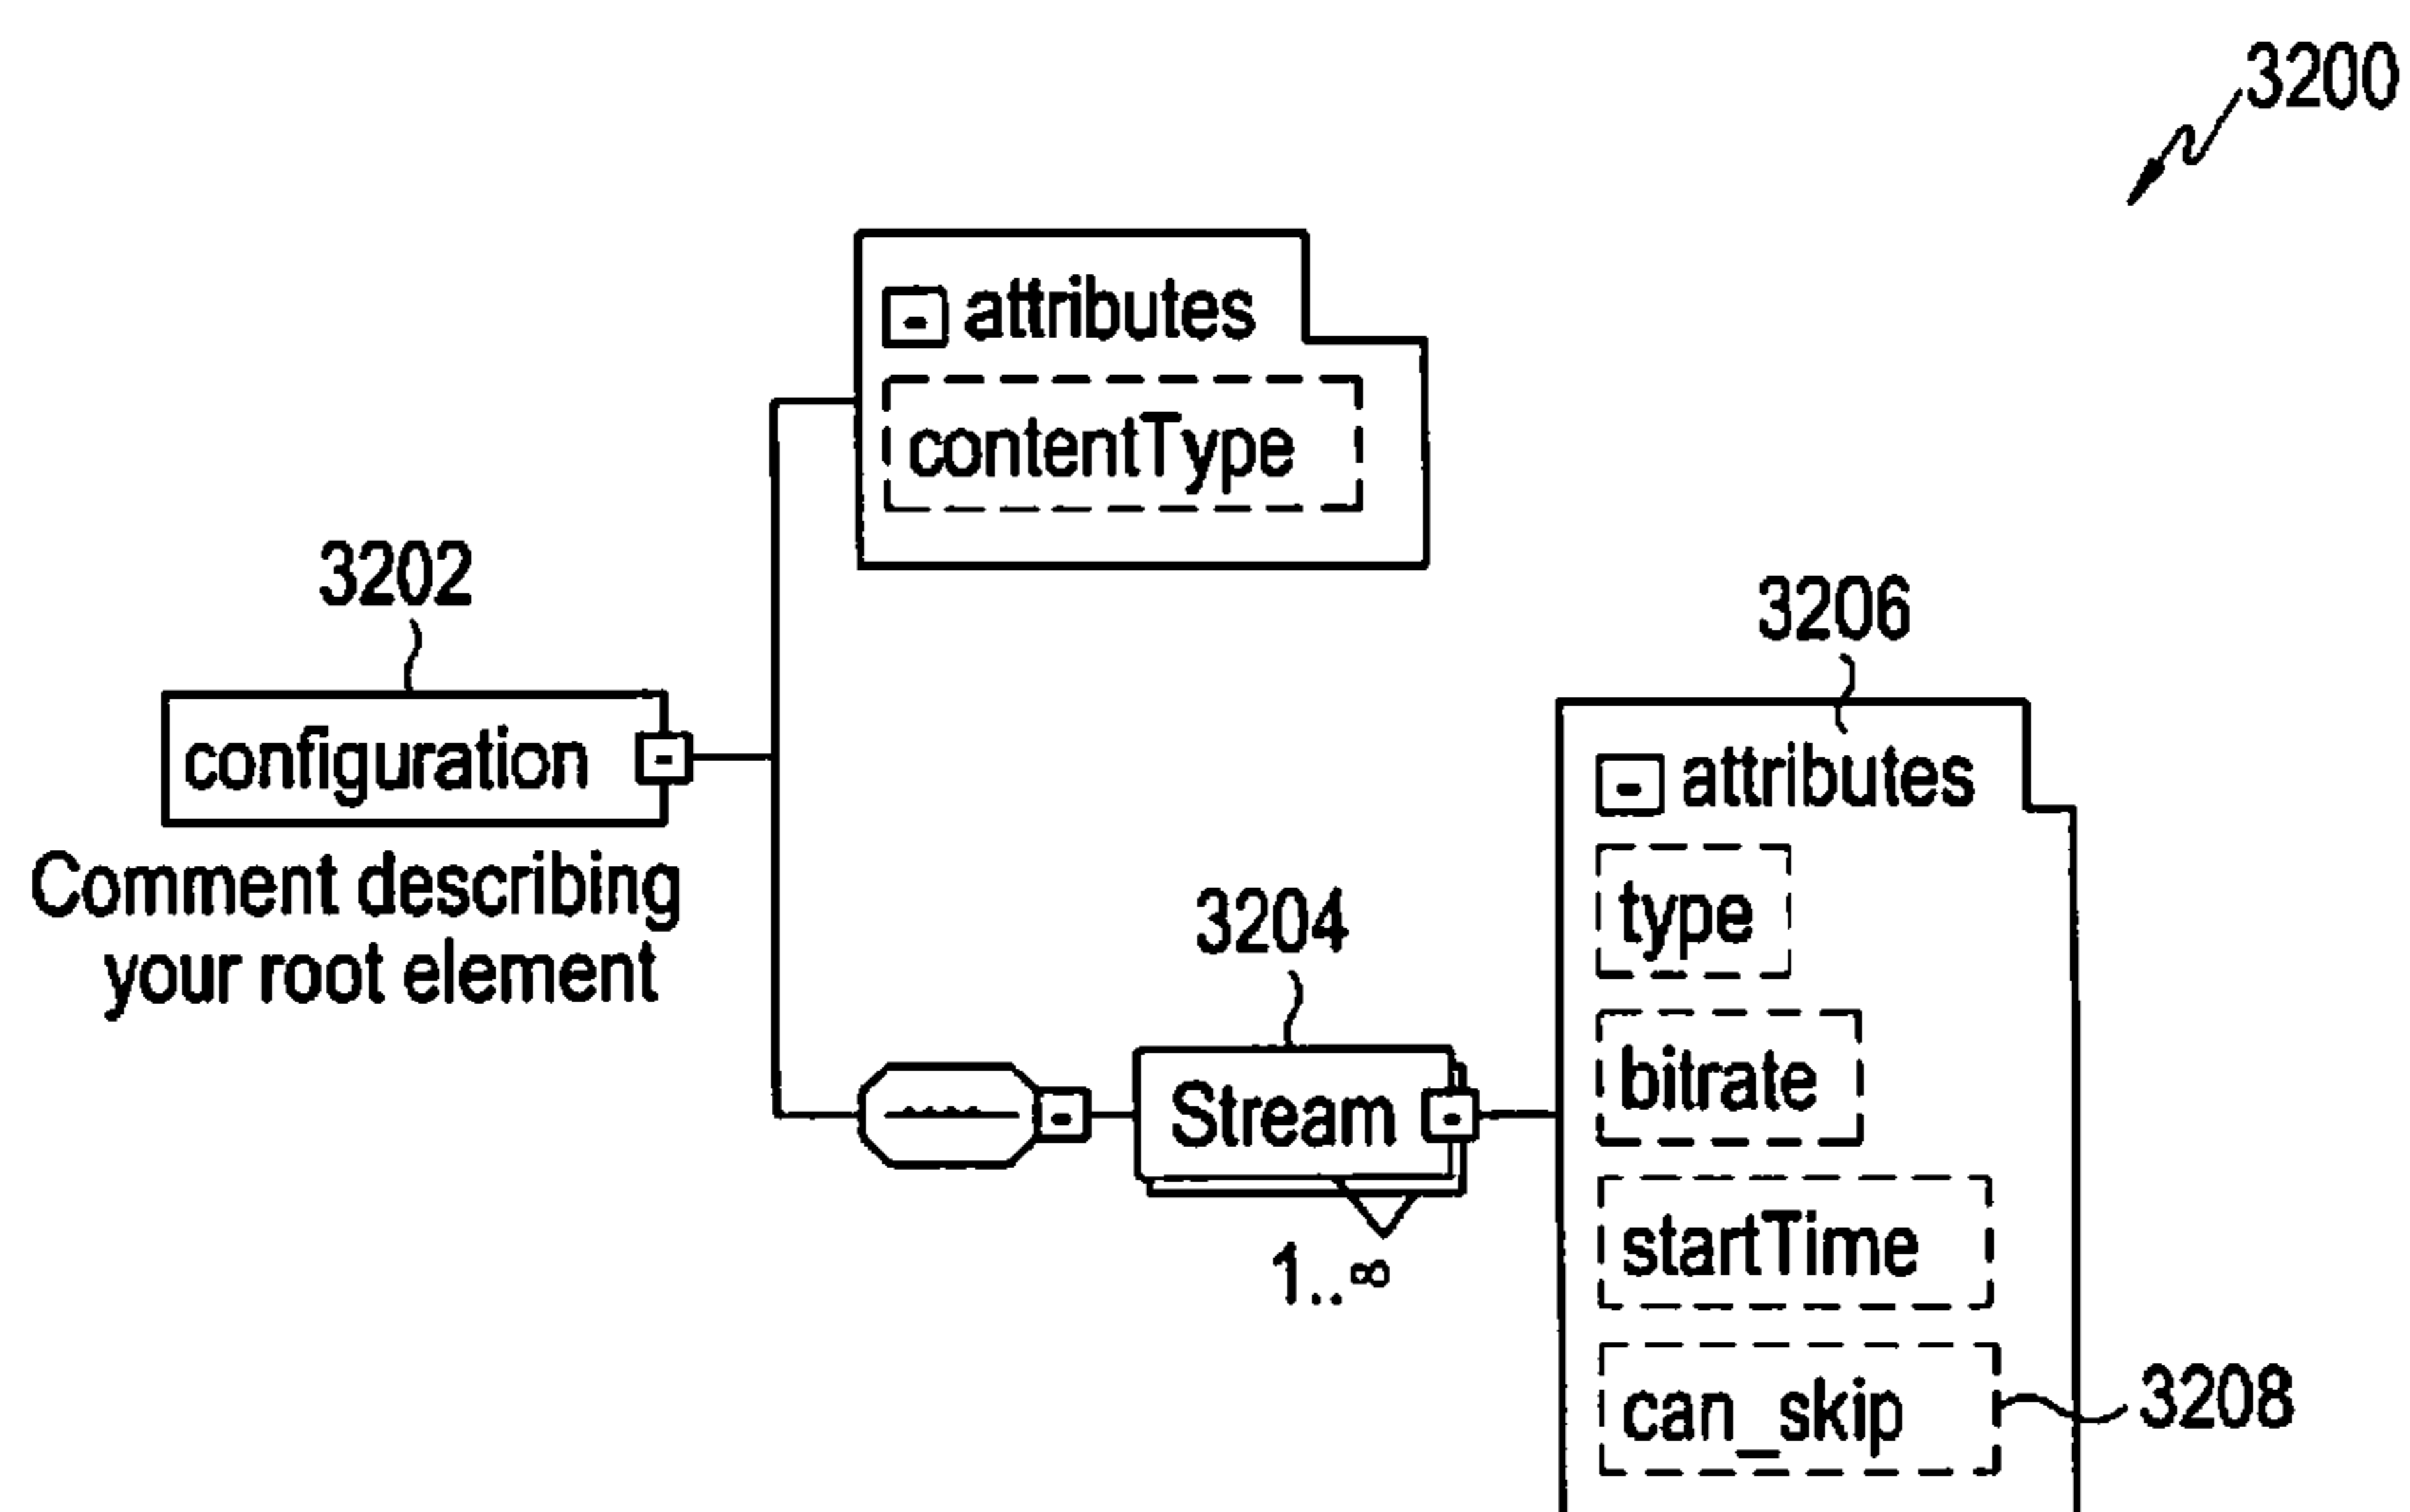 3200
attributes
contentType
3202
configuration
Comment describing
your root element
3204
Stream
1..∞
3206
attributes
type
bitrate
startTime
can_skip
3208